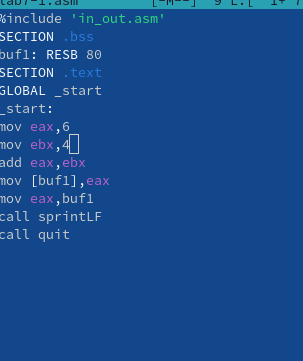 lab7-1.asm [-M--] 9 L:[ 1+ 7
%include 'in_out.asm'
SECTION .bss
buf1: RESB 80
SECTION .text
GLOBAL _start
_start:
mov eax,6
mov ebx,4
add eax,ebx
mov [buf1],eax
mov eax,buf1
call sprintLF
call quit